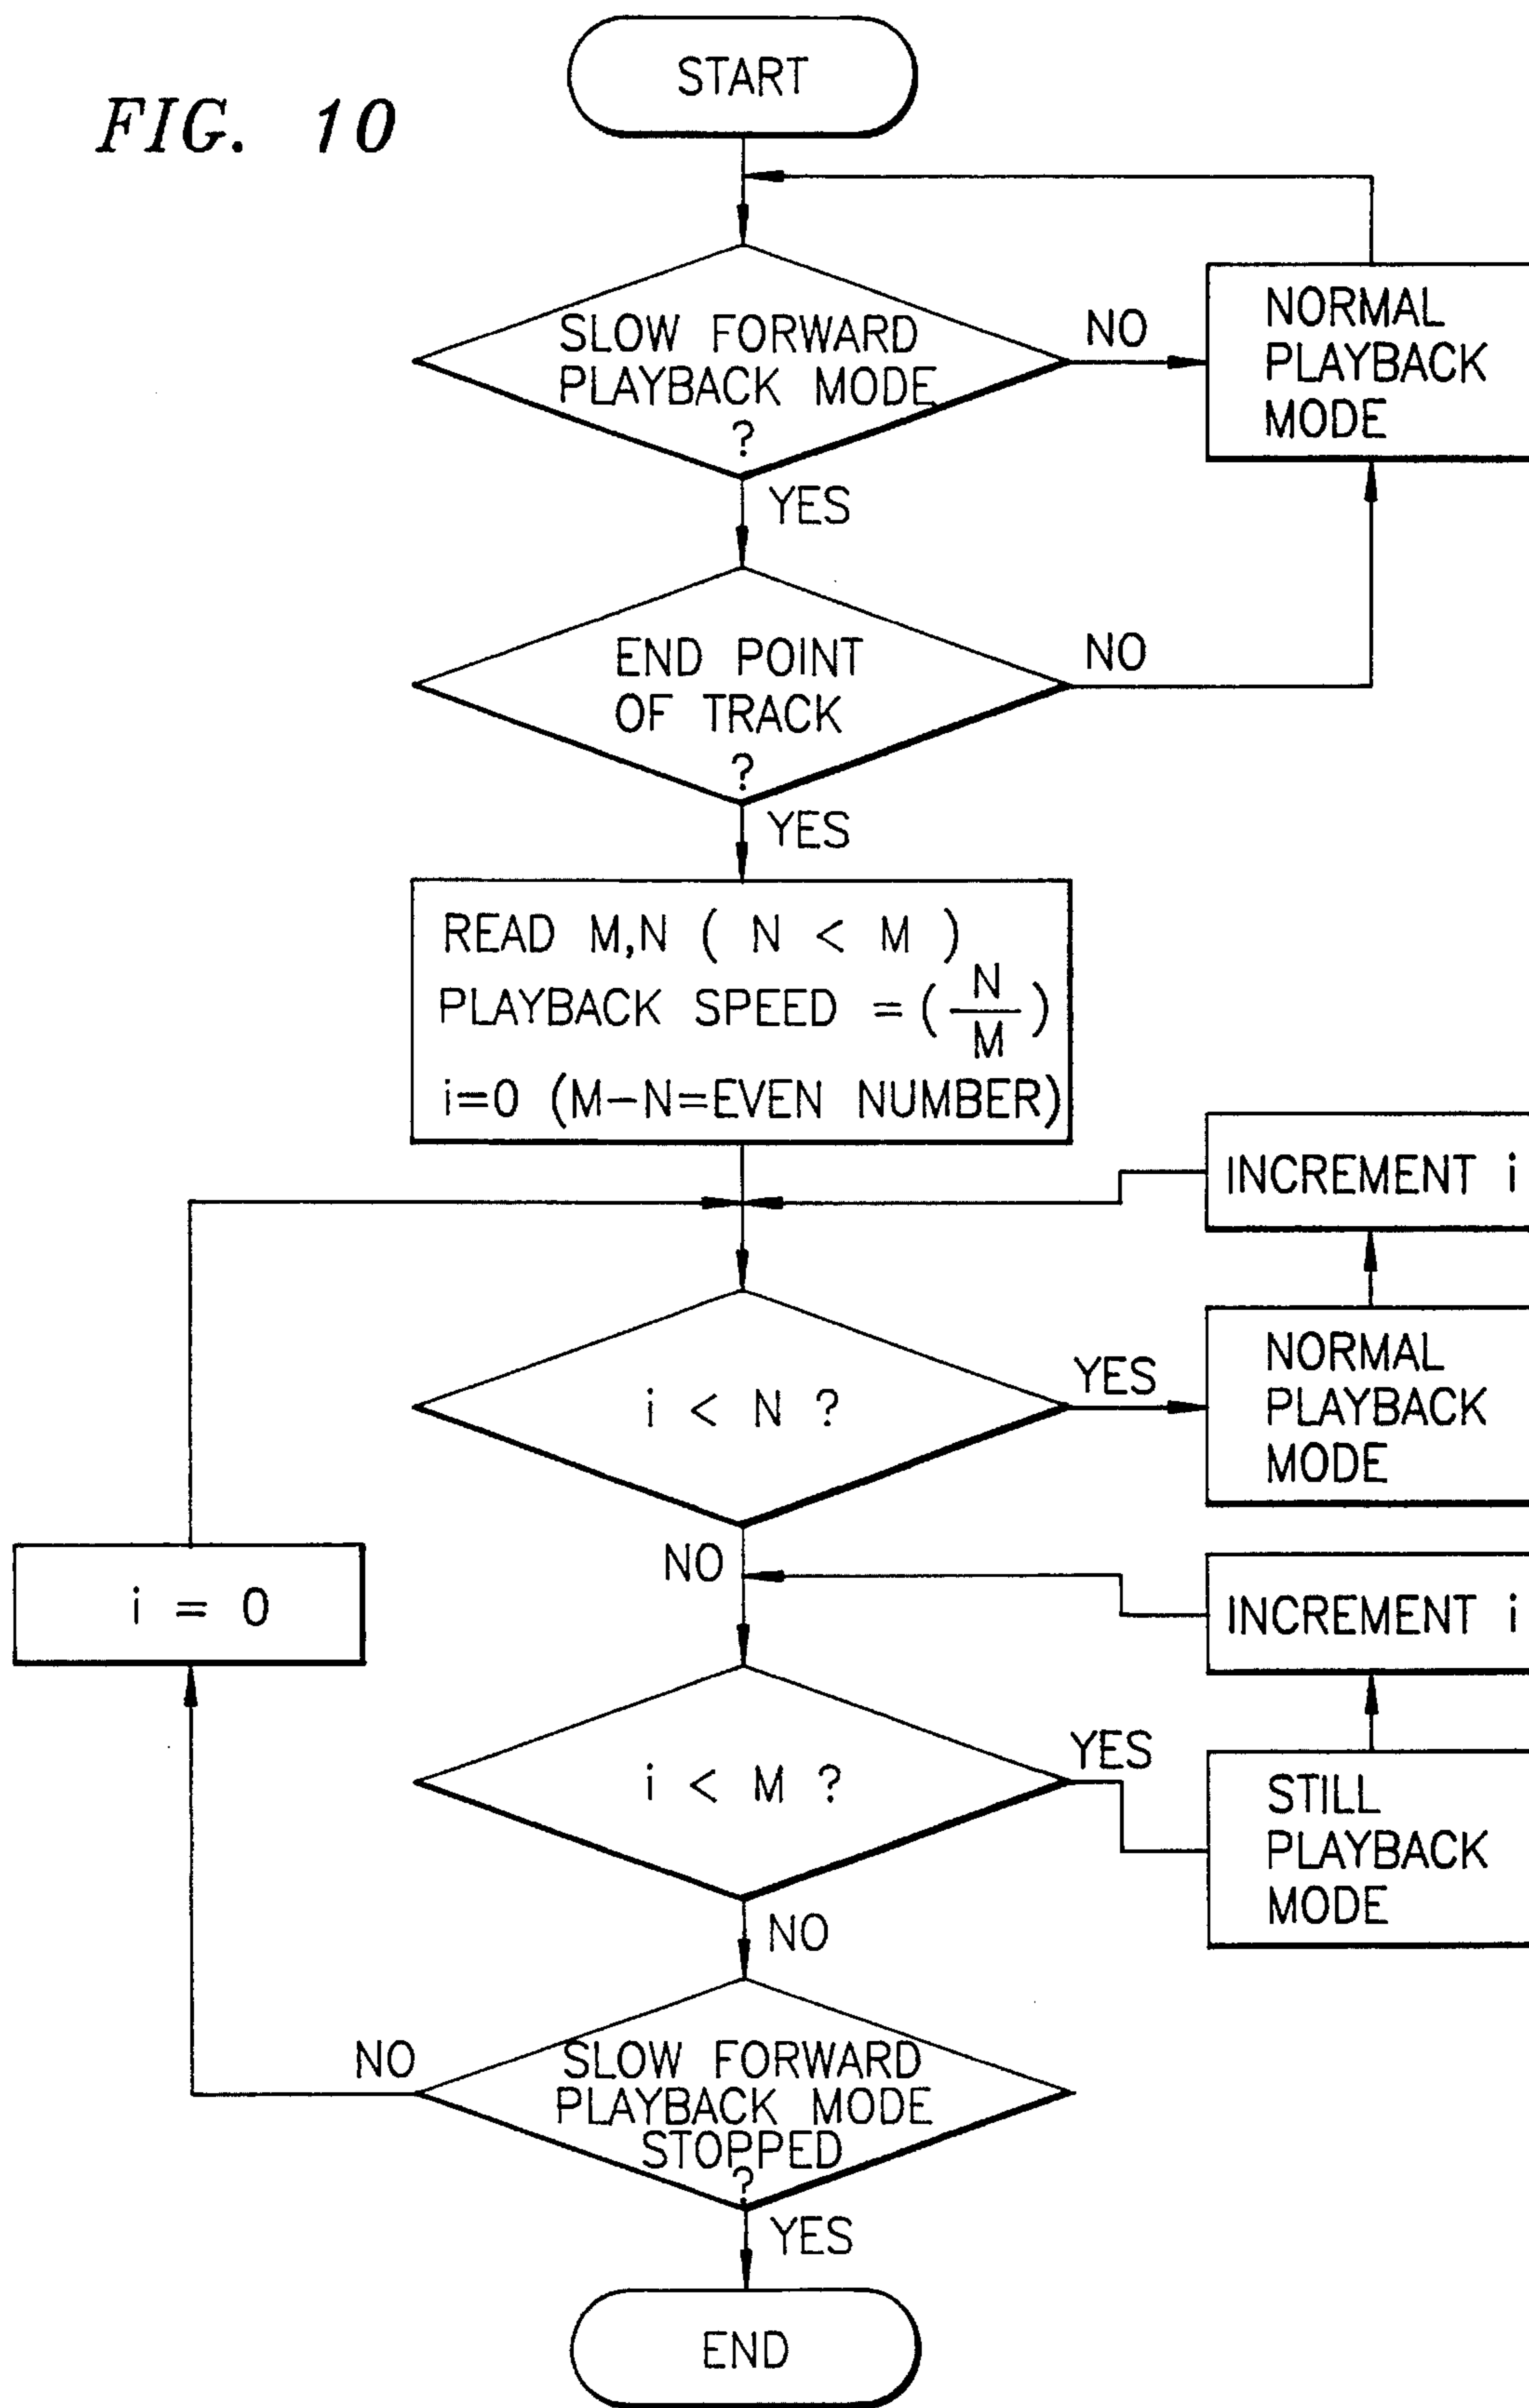 FIG. 10
START
SLOW FORWARD
PLAYBACK MODE
?
NO
NORMAL
PLAYBACK
MODE
YES
END POINT
OF TRACK
?
NO
YES
READ M,N ( N < M )
PLAYBACK SPEED = (N/M)
i=0 (M-N=EVEN NUMBER)
INCREMENT i
i < N ?
YES
NORMAL
PLAYBACK
MODE
NO
i = 0
INCREMENT i
i < M ?
YES
STILL
PLAYBACK
MODE
NO
SLOW FORWARD
PLAYBACK MODE
STOPPED
?
NO
YES
END